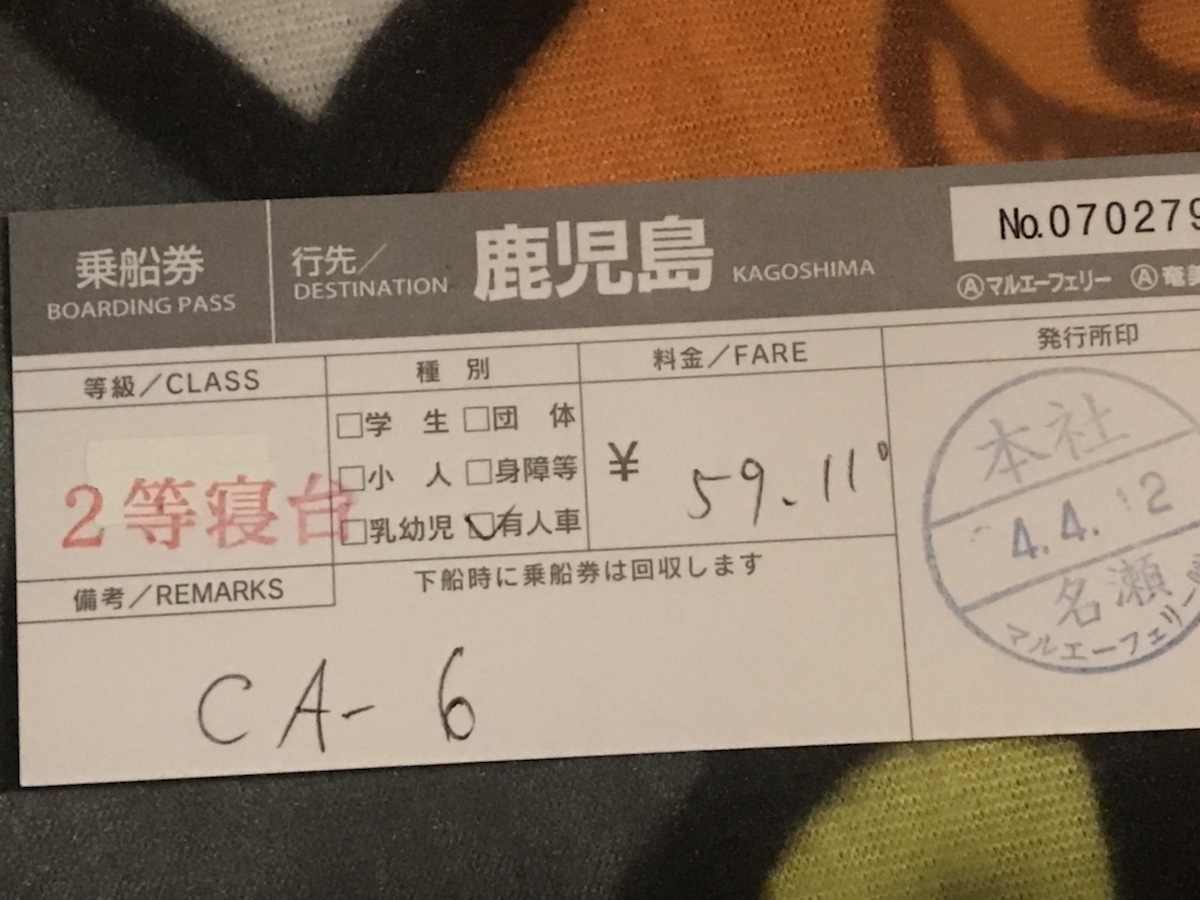 乗船券
BOARDING PASS
行先/
DESTINATION
鹿児島 KAGOSHIMA
No.070279
Ⓐマルエーフェリー Ⓐ奄美
等級/CLASS
種 別
料金/FARE
発行所印
2等寝台
□学 生 □団 体
□小 人 □身障等
□乳幼児 ☑有人車
¥ 59.110
本社
4.4.12
名瀬
マルエーフェリー
備考/REMARKS
下船時に乗船券は回収します
CA-6